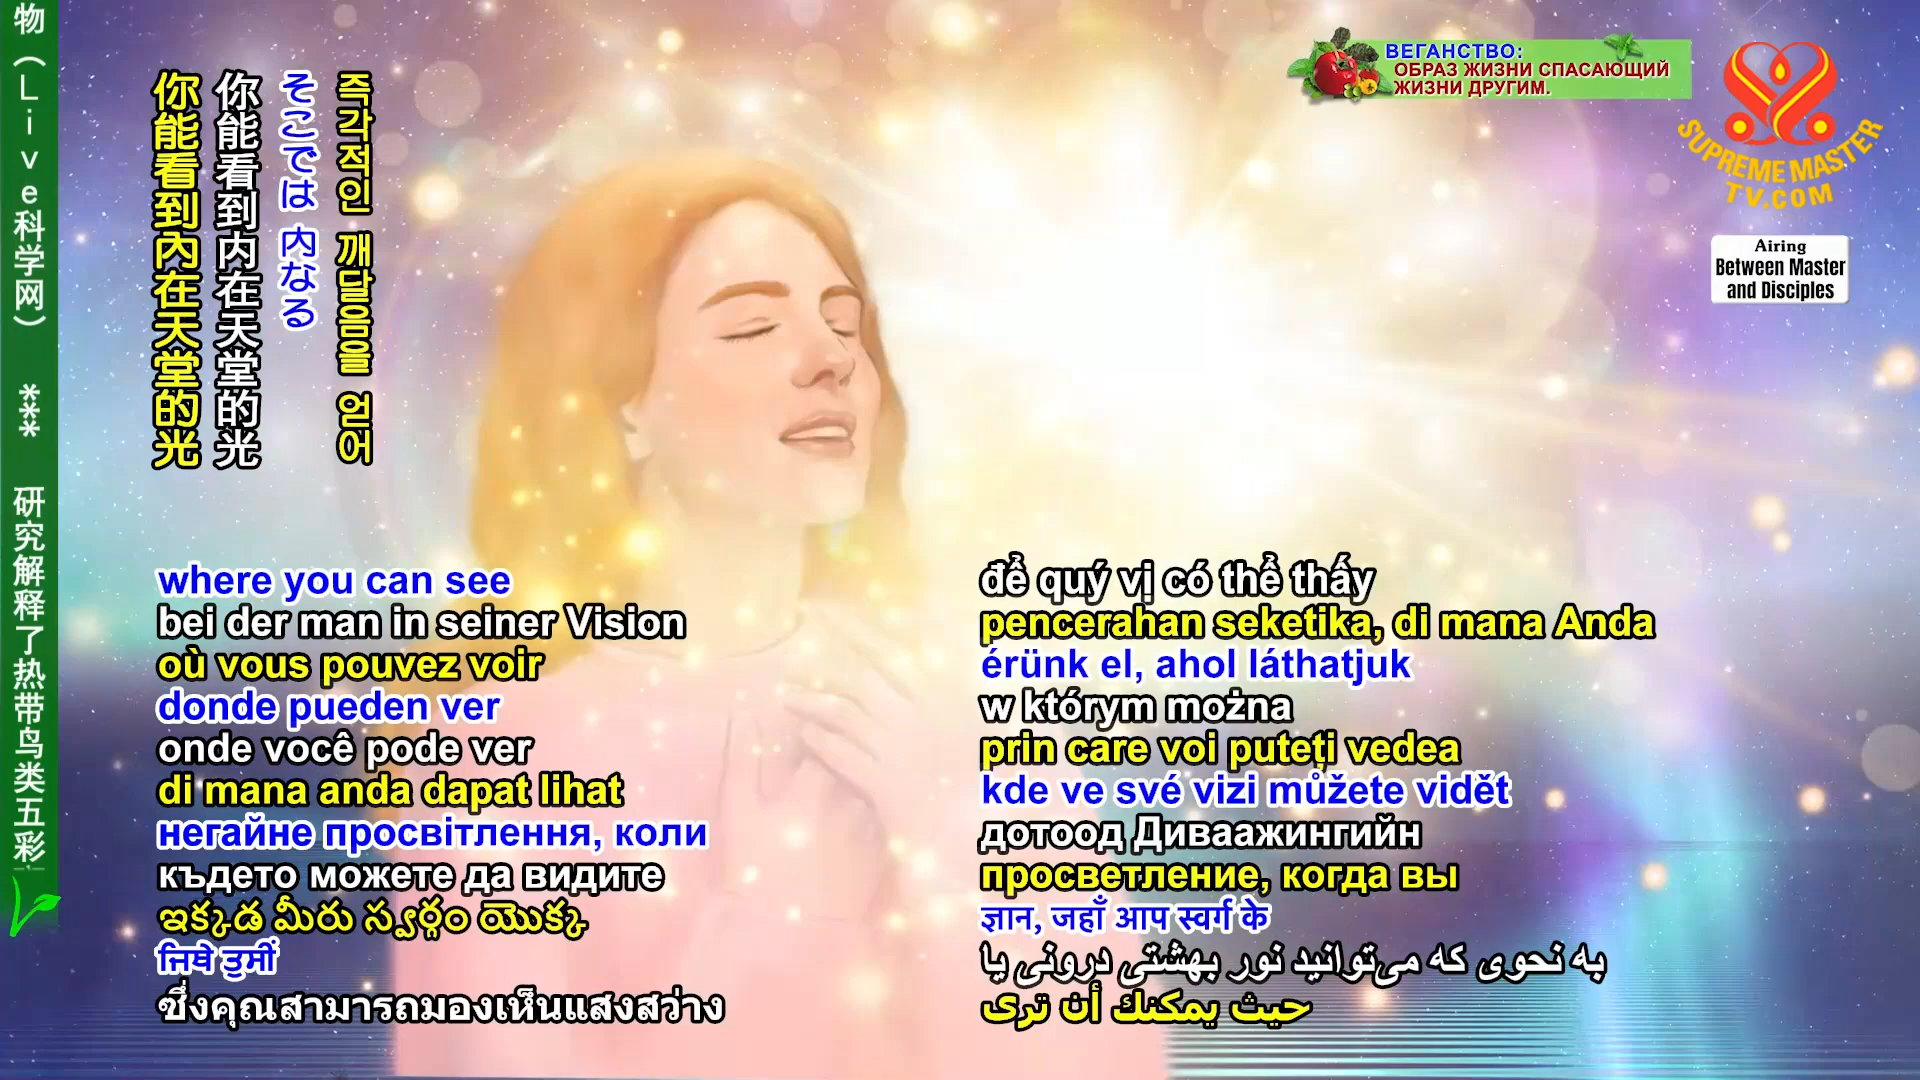 物（Live科学网） *** 研究解释了热带鸟类五彩
你能看到內在天堂的光
你能看到内在天堂的光
そこでは 内なる
즉각적인 깨달음을 얻어
ВЕГАНСТВО:
ОБРАЗ ЖИЗНИ СПАСАЮЩИЙ
ЖИЗНИ ДРУГИМ.
SUPREME MASTER
TV.COM
Airing
Between Master
and Disciples
where you can see
bei der man in seiner Vision
où vous pouvez voir
donde pueden ver
onde você pode ver
di mana anda dapat lihat
негайне просвітлення, коли
където можете да видите
ఇక్కడ మీరు స్వర్గం యొక్క
ਜਿਥੇ ਤੁਸੀਂ
ซึ่งคุณสามารถมองเห็นแสงสว่าง
để quý vị có thể thấy
pencerahan seketika, di mana Anda
érünk el, ahol láthatjuk
w którym można
prin care voi puteți vedea
kde ve své vizi můžete vidět
дотоод Диваажингийн
просветление, когда вы
ज्ञान, जहाँ आप स्वर्ग के
به نحوی که می‌توانید نور بهشتی درونی یا
حيث يمكنك أن ترى